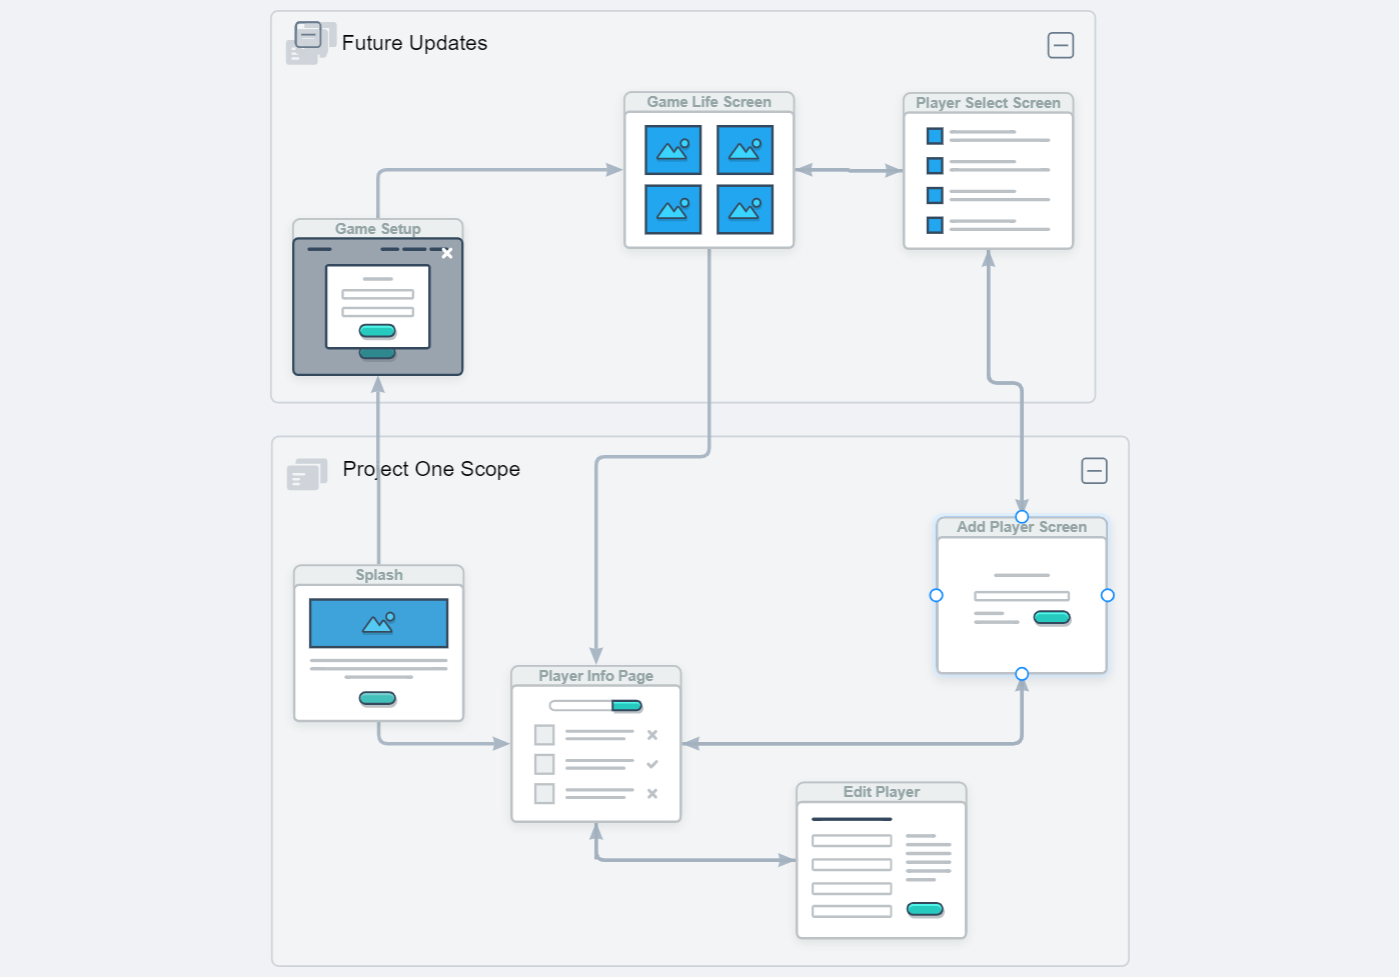 Future Updates
Game Life Screen
Player Select Screen
Game Setup
Project One Scope
Add Player Screen
Splash
Player Info Page
Edit Player